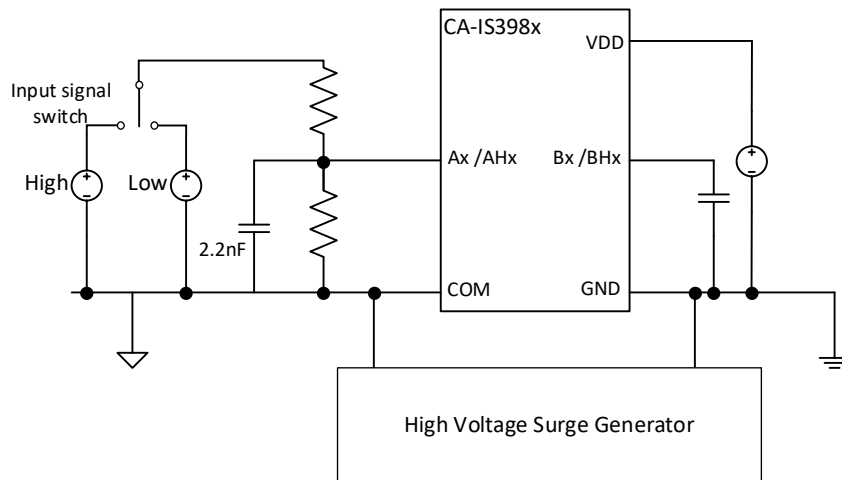 CA-IS398x
VDD
Input signal
switch
Ax /AHx
Bx /BHx
+
High
-
+
Low
-
+
-
2.2nF
COM
GND
High Voltage Surge Generator